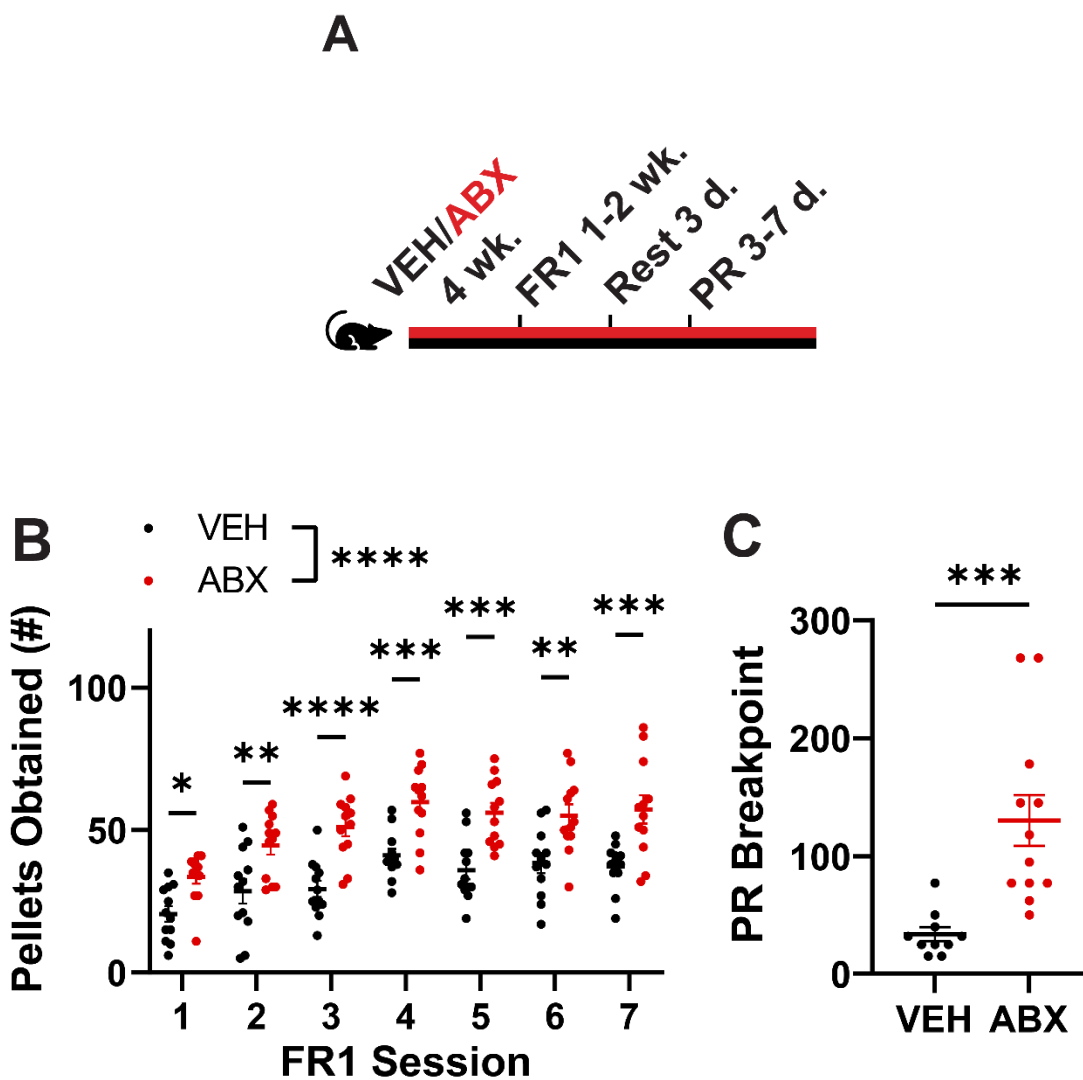 A
VEH/ABX
4 wk.
FR1 1-2 wk.
Rest 3 d.
PR 3-7 d.
B
VEH
ABX
****
Pellets Obtained (#)
100
50
0
*
**
****
***
***
**
***
1 2 3 4 5 6 7
FR1 Session
C
***
PR Breakpoint
300
200
100
0
VEH ABX